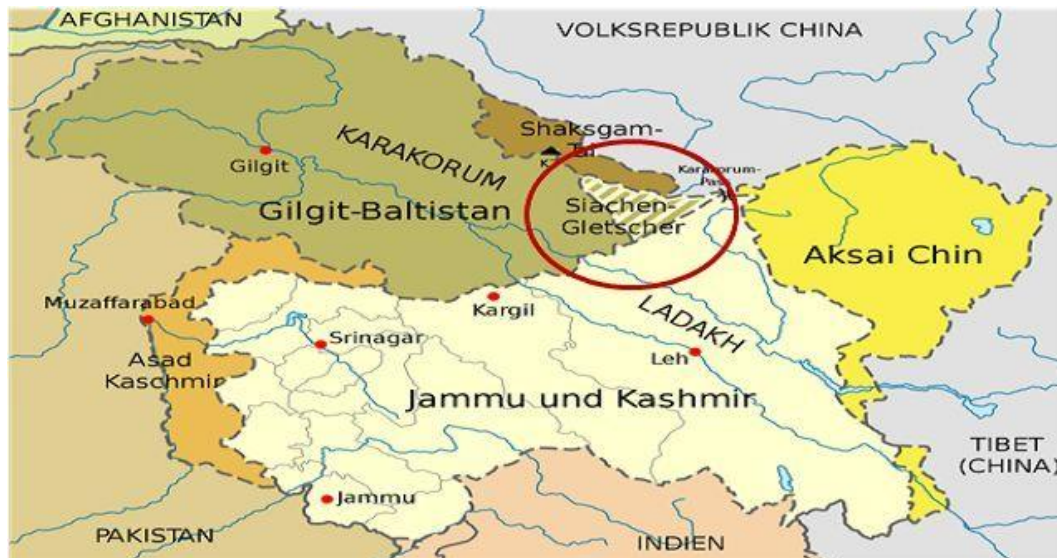 AFGHANISTAN
VOLKSREPUBLIK CHINA
Shaksgam-
Tal
K2
KARAKORUM
Gilgit
Karakorum-
Pass
Siachen-
Gletscher
Gilgit-Baltistan
Aksai Chin
Muzaffarabad
Kargil
LADAKH
Srinagar
Leh
Asad
Kaschmir
Jammu und Kashmir
TIBET
(CHINA)
Jammu
PAKISTAN
INDIEN